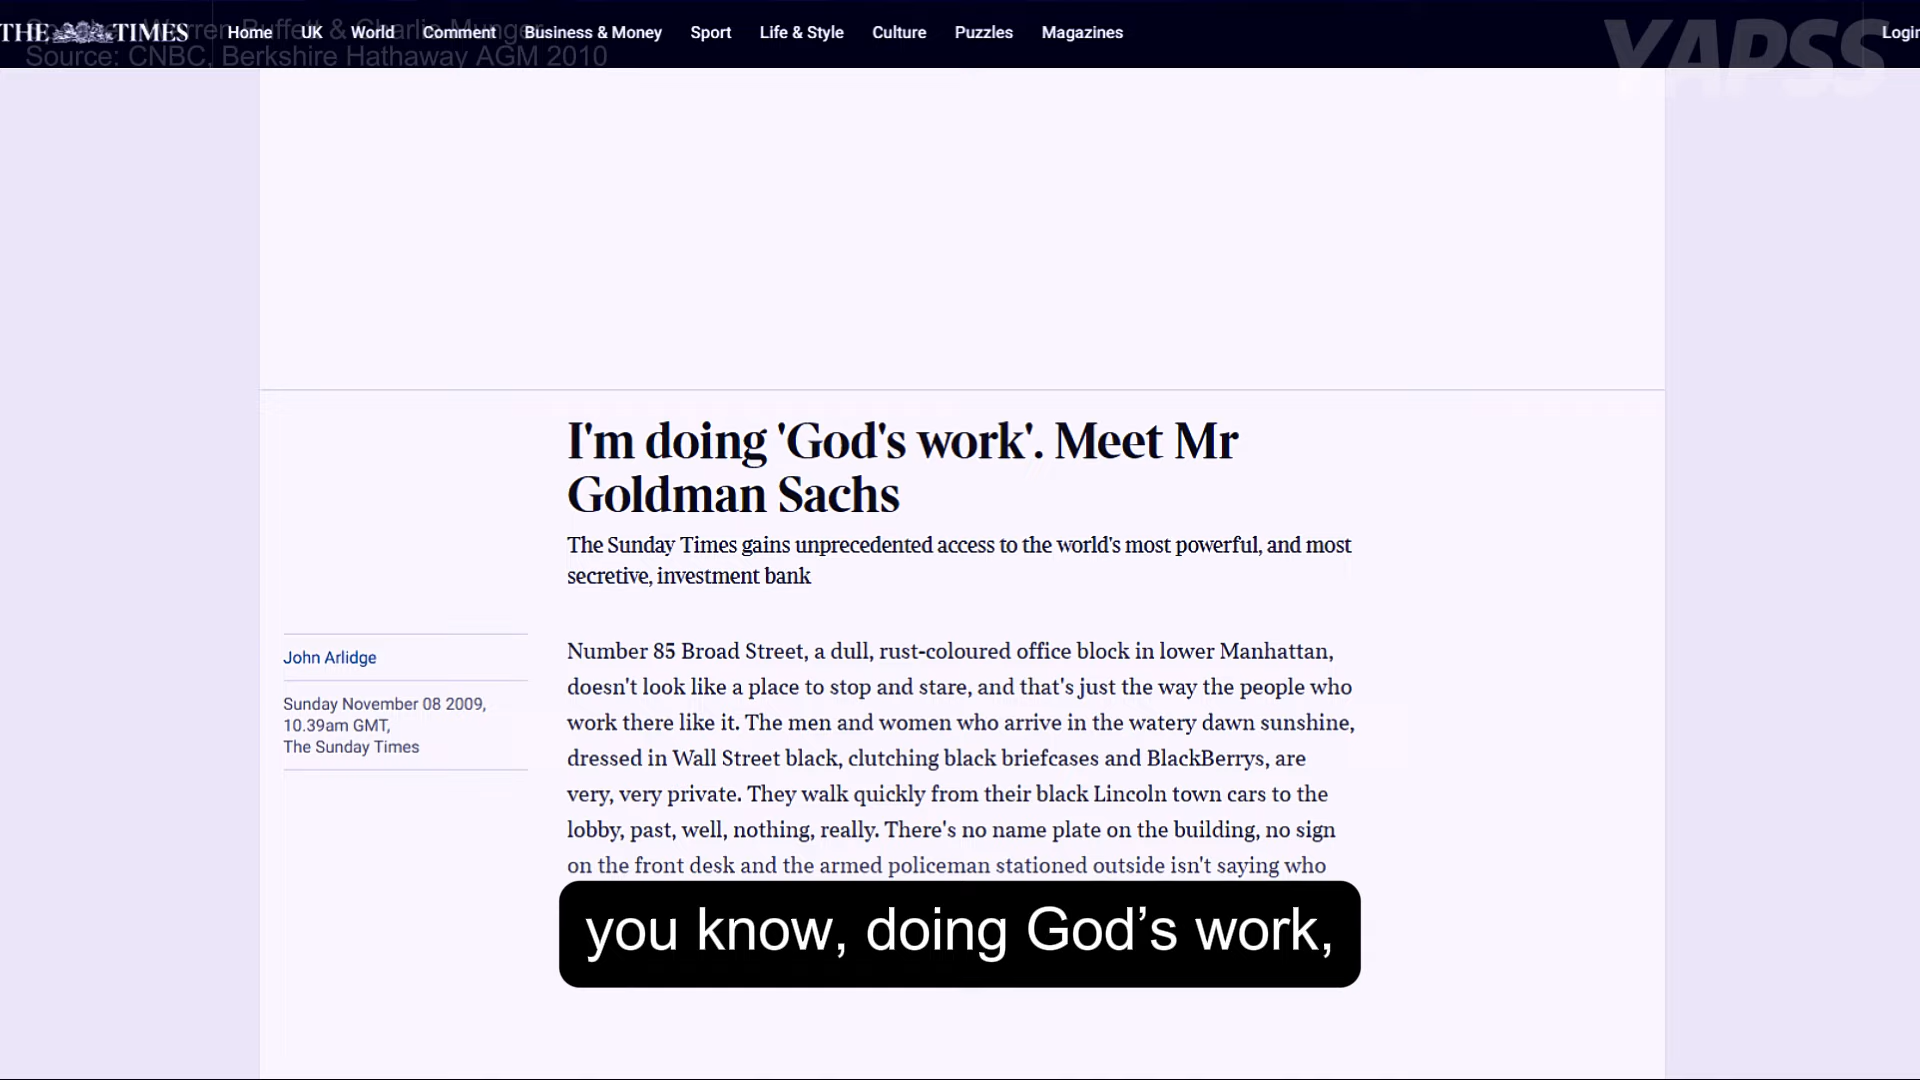 Speaker: Warren Buffett & Charlie Munger
Source: CNBC, Berkshire Hathaway AGM 2010
THE TIMES
Home UK World Comment Business & Money Sport Life & Style Culture Puzzles Magazines
Login
YAPSS
I'm doing 'God's work'. Meet Mr
Goldman Sachs
The Sunday Times gains unprecedented access to the world's most powerful, and most
secretive, investment bank
John Arlidge
Sunday November 08 2009,
10.39am GMT,
The Sunday Times
Number 85 Broad Street, a dull, rust-coloured office block in lower Manhattan,
doesn't look like a place to stop and stare, and that's just the way the people who
work there like it. The men and women who arrive in the watery dawn sunshine,
dressed in Wall Street black, clutching black briefcases and BlackBerrys, are
very, very private. They walk quickly from their black Lincoln town cars to the
lobby, past, well, nothing, really. There's no name plate on the building, no sign
on the front desk and the armed policeman stationed outside isn't saying who
you know, doing God’s work,